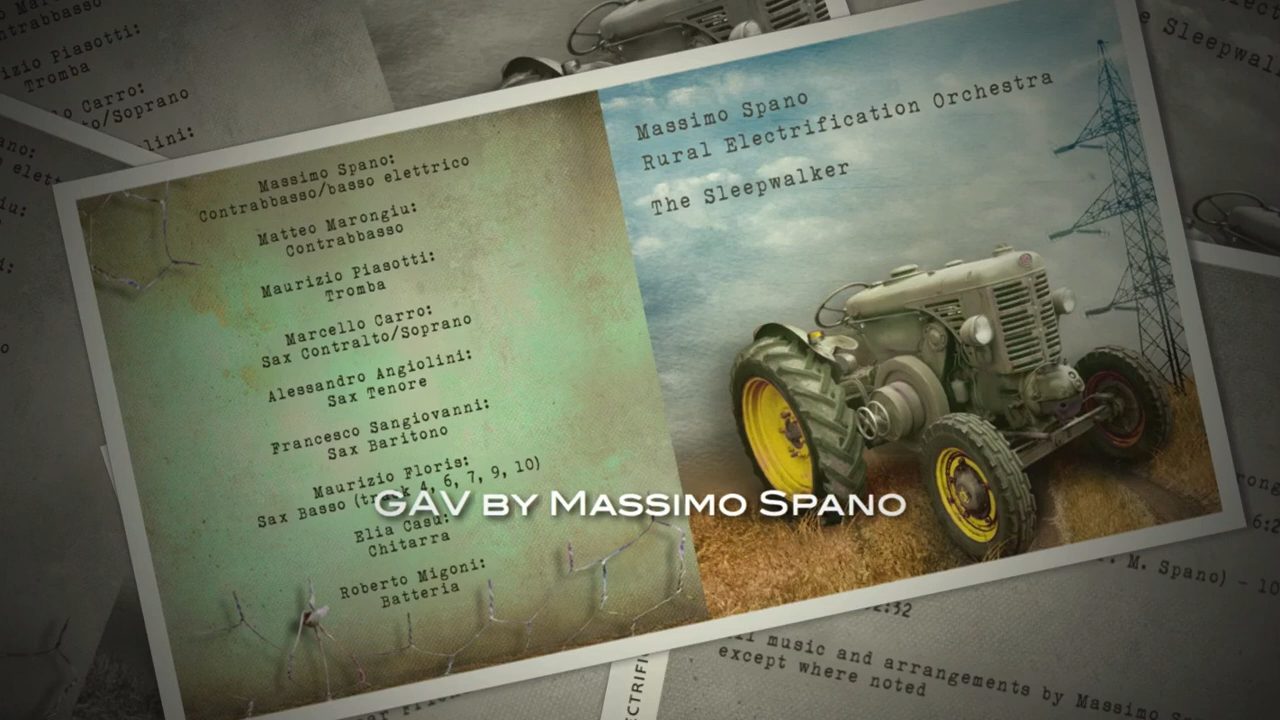 Massimo Spano:
Contrabbasso/basso elettrico
Matteo Marongiu:
Contrabbasso
Maurizio Piasotti:
Tromba
Marcello Carro:
Sax Contralto/Soprano
Alessandro Angiolini:
Sax Tenore
Francesco Sangiovanni:
Sax Baritono
Maurizio Floris:
Sax Basso (track 4, 6, 7, 9, 10)
Elia Casu:
Chitarra
Roberto Migoni:
Batteria
Massimo Spano
Rural Electrification Orchestra
The Sleepwalker
GAV BY MASSIMO SPANO
Piasotti:
Tromba
Carro:
/Soprano
Sleepwal
M. Spano) - 10
:32
music and arrangements by Massimo
except where noted